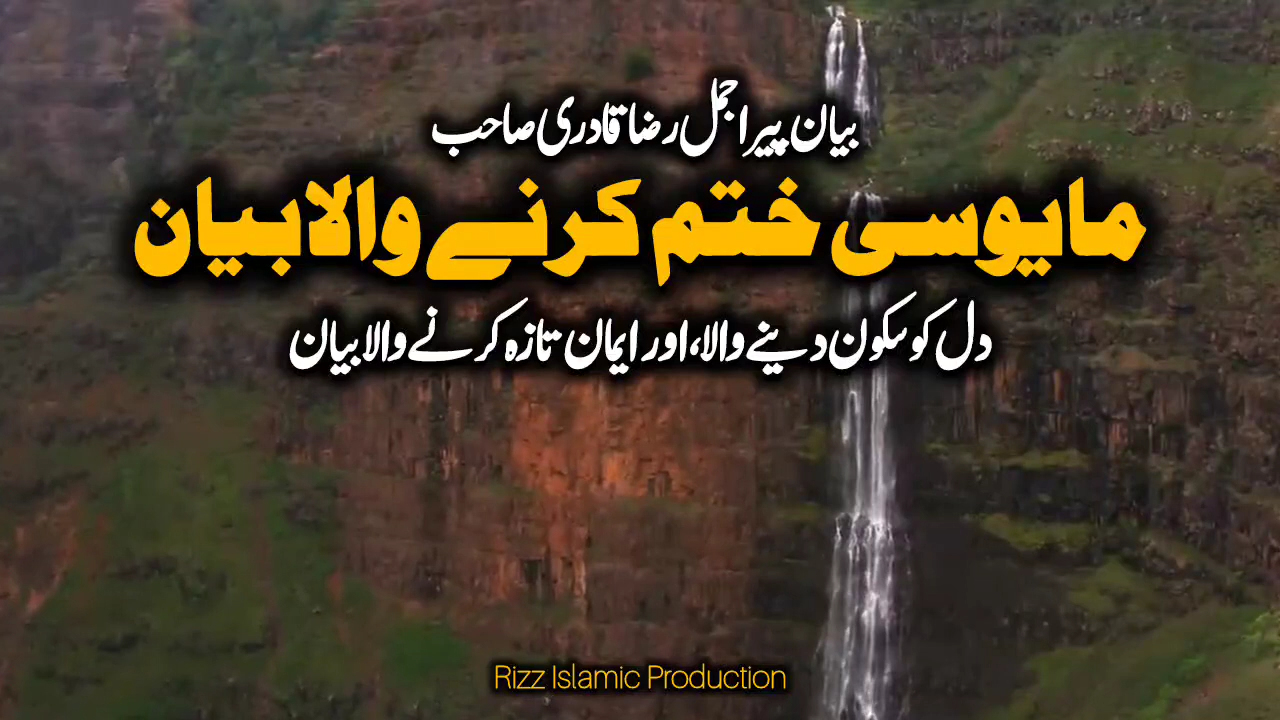 بیان پیر اجمل رضا قادری صاحب
مایوسی ختم کرنے والا بیان
دل کو سکون دینے والا، اور ایمان تازہ کرنے والا بیان
Rizz Islamic Production